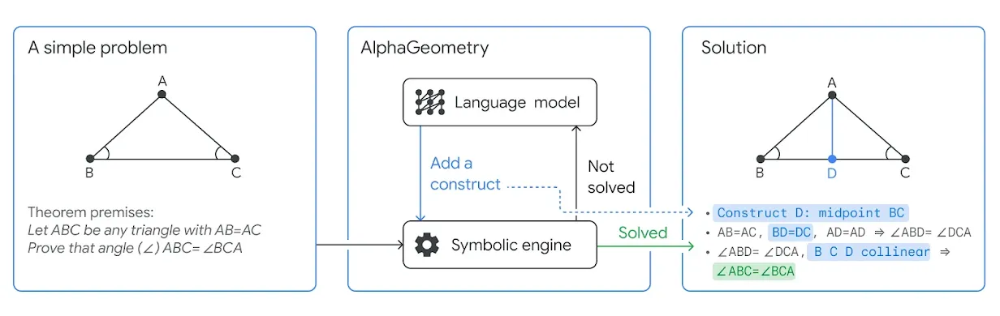 A simple problem
A
B
C
Theorem premises:
Let ABC be any triangle with AB=AC
Prove that angle (∠) ABC= ∠BCA
AlphaGeometry
Language model
Add a
construct
Not
solved
Symbolic engine
Solved
Solution
A
B
D
C
• Construct D: midpoint BC
• AB=AC, BD=DC, AD=AD ⇒ ∠ABD= ∠DCA
• ∠ABD= ∠DCA, B C D collinear ⇒
∠ABC=∠BCA